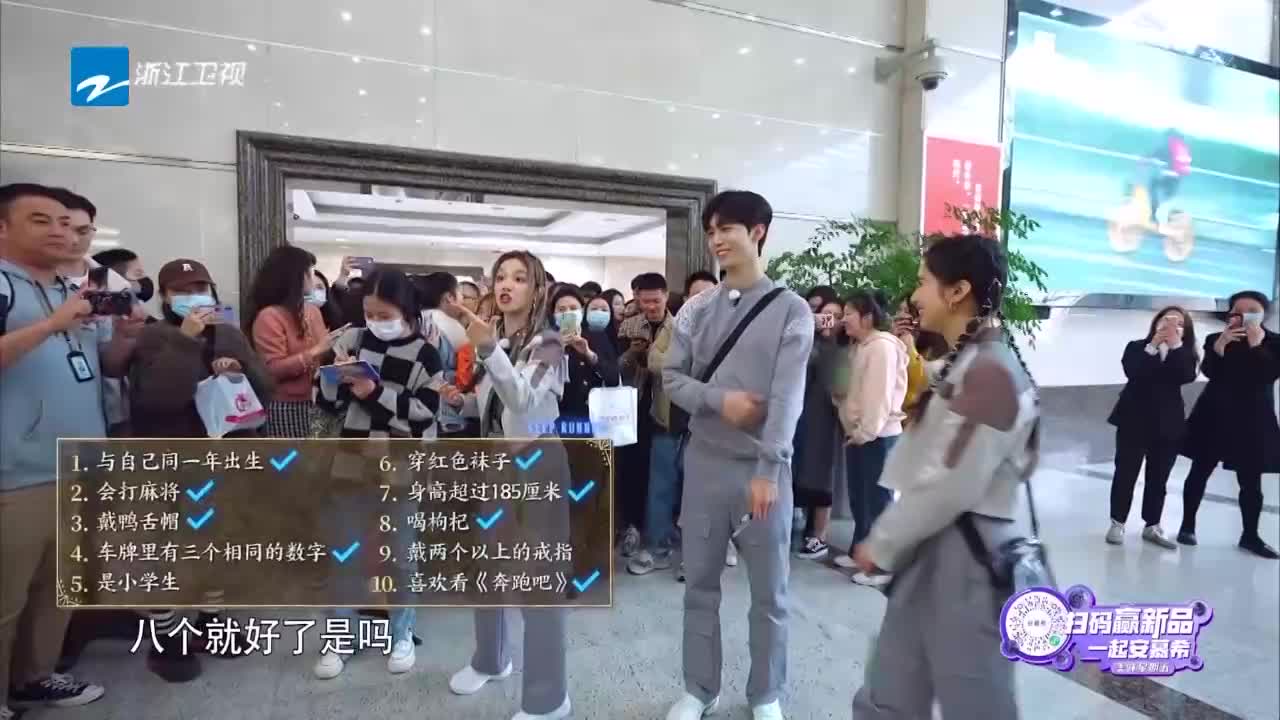 浙江卫视
KEEP RUNN
1. 与自己同一年出生
2. 会打麻将
3. 戴鸭舌帽
4. 车牌里有三个相同的数字
5. 是小学生
6. 穿红色袜子
7. 身高超过185厘米
8. 喝枸杞
9. 戴两个以上的戒指
10. 喜欢看《奔跑吧》
八个就好了是吗
扫码赢新品
一起安慕希